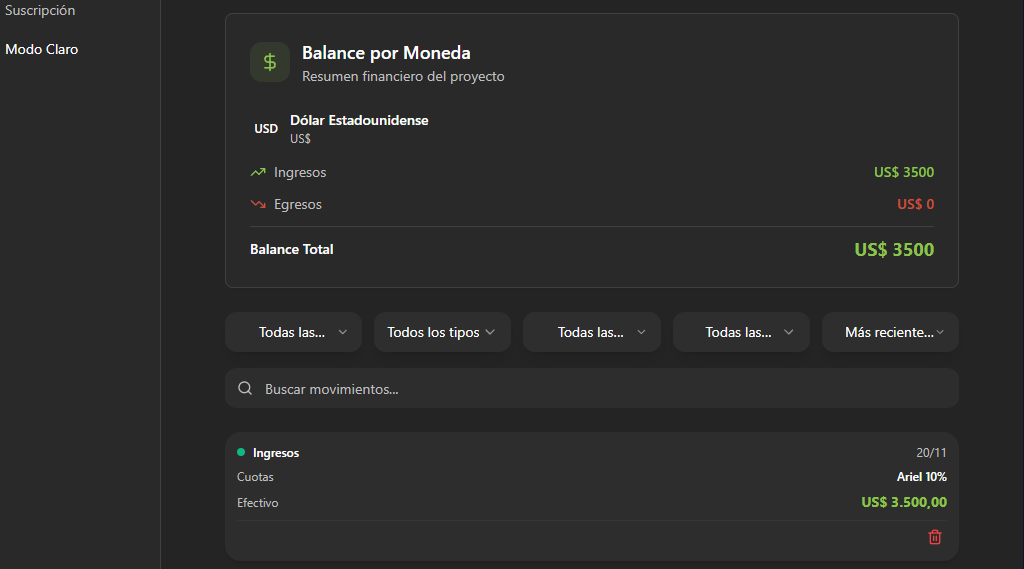 Suscripción
Modo Claro
Balance por Moneda
Resumen financiero del proyecto
USD
Dólar Estadounidense
US$
Ingresos US$ 3500
Egresos US$ 0
Balance Total US$ 3500
Todas las... Todos los tipos Todas las... Todas las... Más reciente...
Buscar movimientos...
Ingresos 20/11
Cuotas Ariel 10%
Efectivo US$ 3.500,00